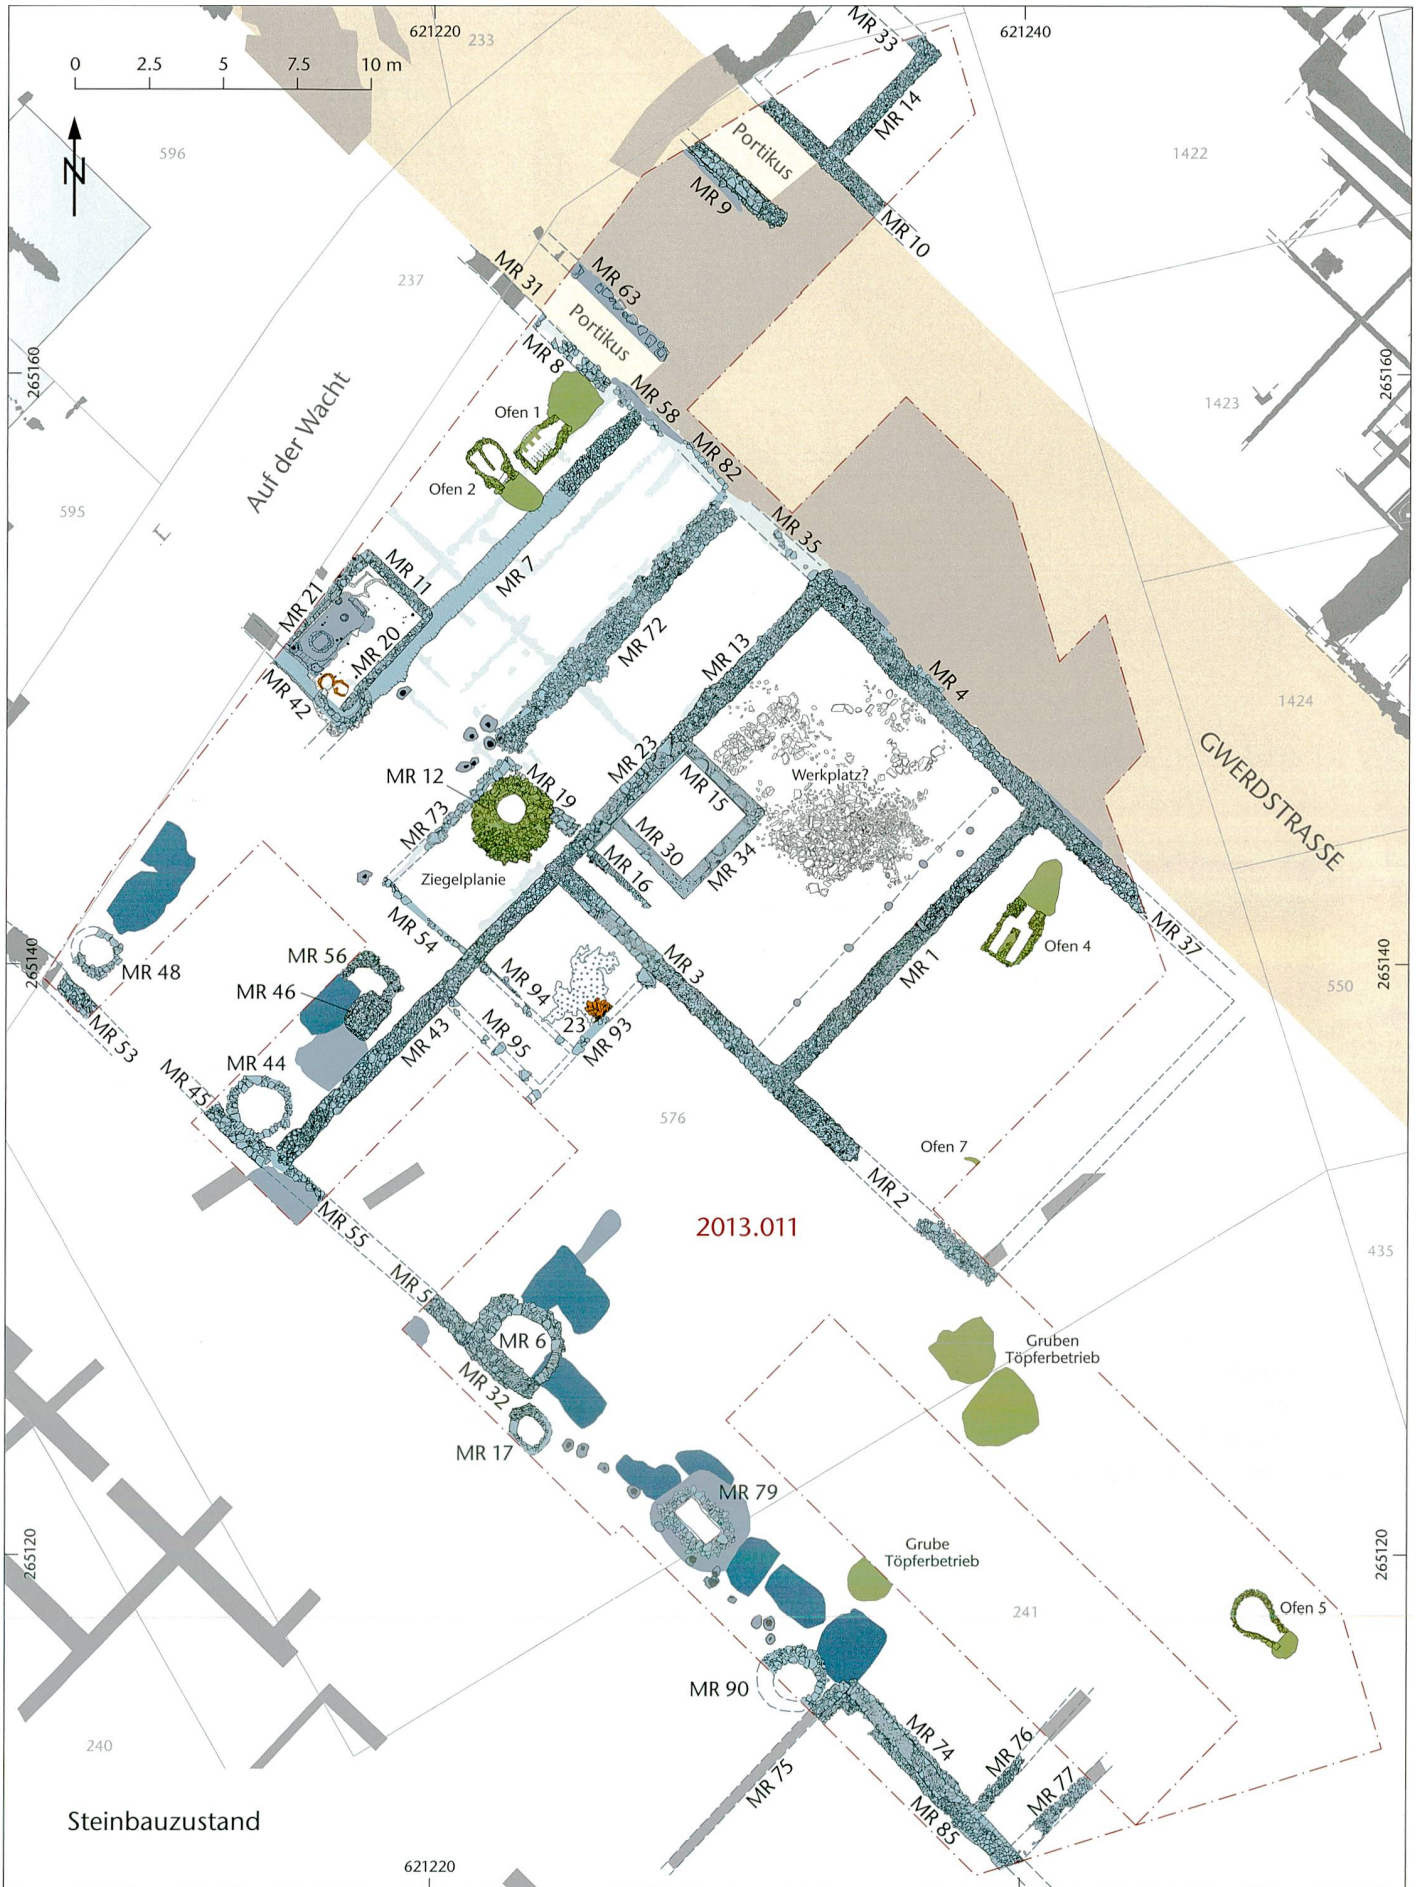 621220
621240
233
0 2.5 5 7.5 10 m
N
596
1422
MR 33
MR 14
Portikus
MR 9
MR 10
237
MR 31
MR 63
Portikus
MR 8
265160
265160
Auf der Wacht
Ofen 1
MR 58
1423
MR 82
Ofen 2
595
MR 35
MR 11
MR 7
MR 21
MR 20
MR 72
MR 13
MR 42
MR 4
1424
GWERDSTRASSE
MR 23
MR 12
MR 19
MR 15
Werkplatz?
MR 73
MR 30
MR 34
Ziegelplanie
MR 16
MR 54
MR 37
Ofen 4
265140
MR 48
MR 56
MR 94
MR 3
MR 1
265140
550
MR 46
23
MR 53
MR 43
MR 95
MR 93
MR 44
MR 45
576
Ofen 7
MR 2
MR 55
2013.011
435
MR 5
MR 6
Gruben
Töpferbetrieb
MR 32
MR 17
MR 79
265120
265120
Grube
Töpferbetrieb
241
Ofen 5
MR 90
240
MR 74
MR 76
MR 75
MR 77
MR 85
Steinbauzustand
621220